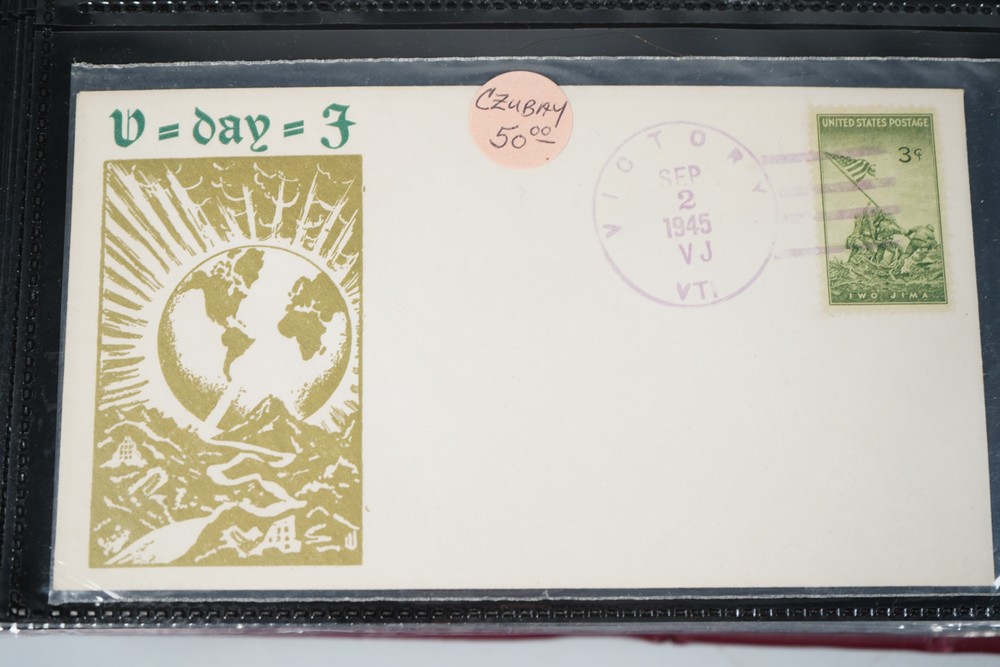 V = day = J
CZUBAY
50 00
VICTORY
SEP
2
1945
VJ
VT.
UNITED STATES POSTAGE
3¢
IWO JIMA